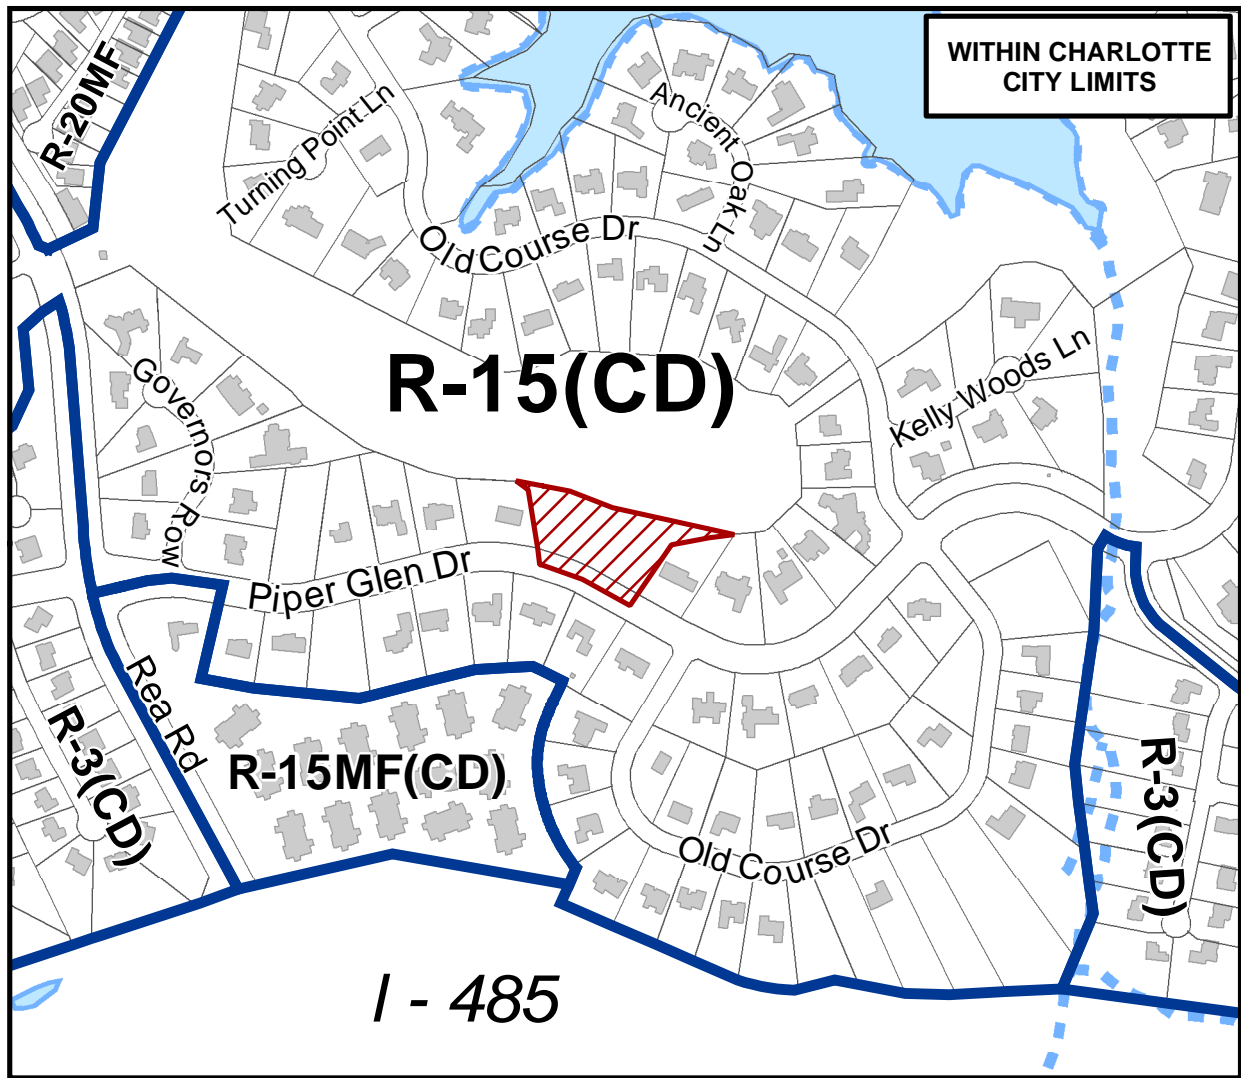 WITHIN CHARLOTTE
CITY LIMITS
R-20MF
Turning Point Ln
Ancient Oak Ln
Old Course Dr
Kelly Woods Ln
R-15(CD)
Governors Row
Piper Glen Dr
Rea Rd
R-3(CD)
R-15MF(CD)
Old Course Dr
R-3(CD)
I - 485